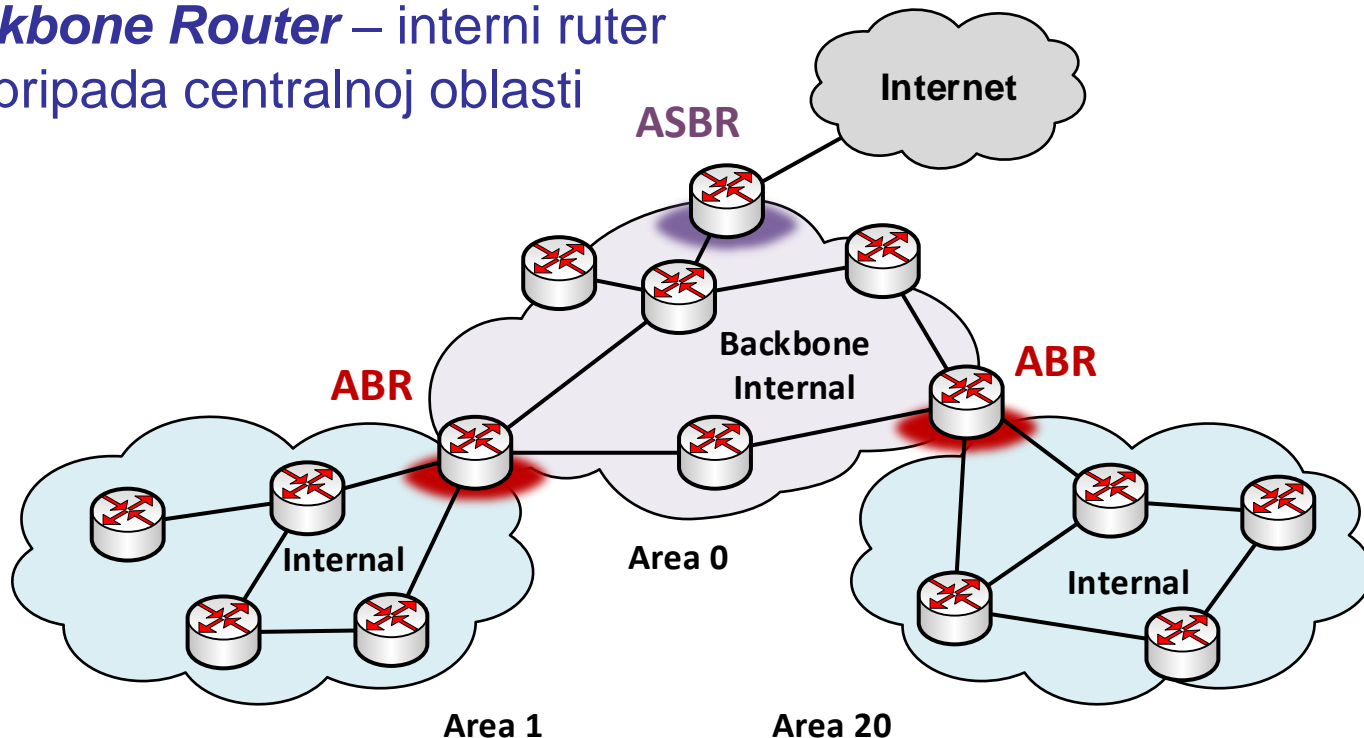 kbone Router – interni ruter
pripada centralnoj oblasti
Internet
ASBR
Backbone
Internal
ABR
ABR
Internal
Area 0
Internal
Area 1
Area 20